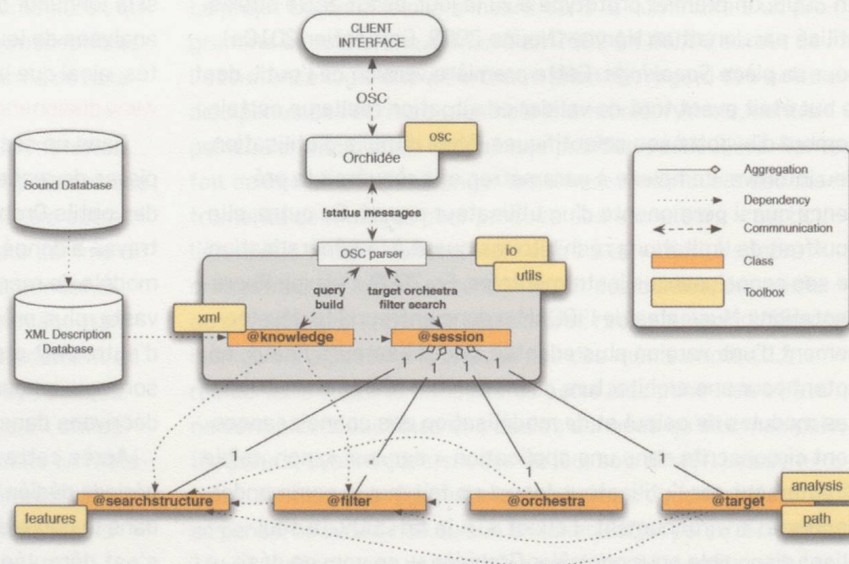 CLIENT
INTERFACE
OSC
osc
Orchidée
!status messages
OSC parser
io
utils
query
build
target orchestra
filter search
xml
@knowledge
@session
1
1
1
1
Sound Database
XML Description
Database
Aggregation
Dependency
Commnunication
Class
Toolbox
1
1
1
1
@searchstructure
features
@filter
@orchestra
@target
analysis
path